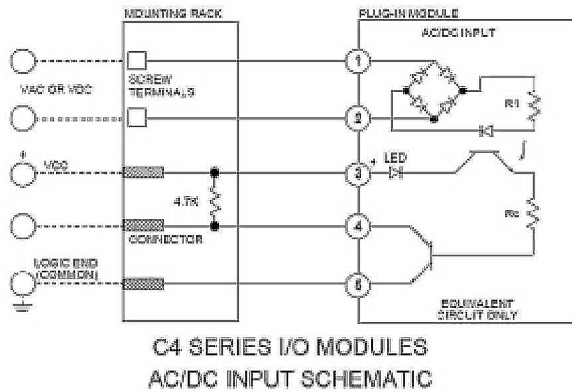 MOUNTING RACK
PLUG-IN MODULE
AC/DC INPUT
1
SCREW
TERMINALS
VAC OR VDC
R1
2
+
VCC
3
+
LED
4.7K
Rc
4
CONNECTOR
LOGIC END
(COMMON)
5
EQUIVALENT
CIRCUIT ONLY
C4 SERIES I/O MODULES
AC/DC INPUT SCHEMATIC